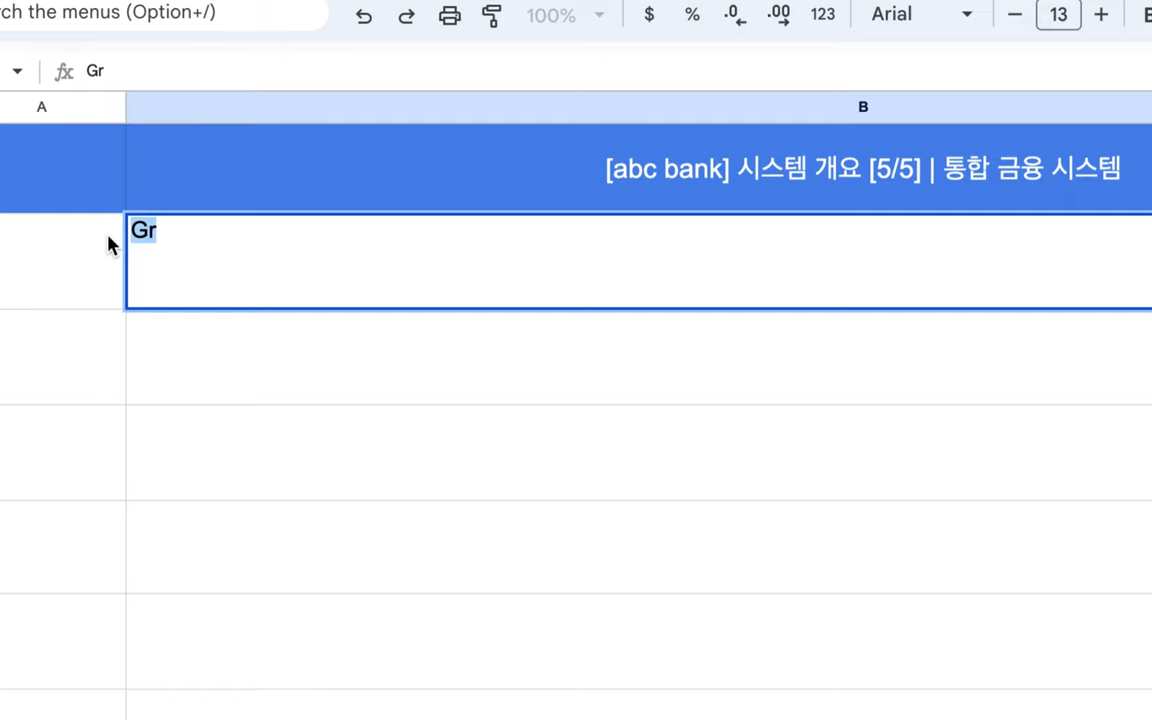 rch the menus (Option+/)
100%
$ % .0 .00 123
Arial
13
fx Gr
A B
[abc bank] 시스템 개요 [5/5] | 통합 금융 시스템
Gr